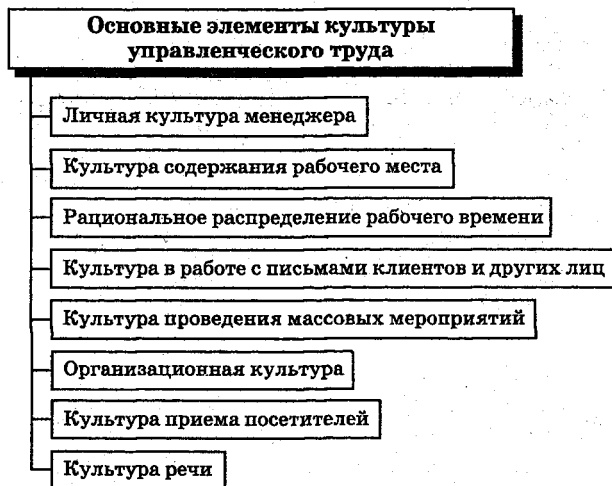 Основные элементы культуры
управленческого труда
Личная культура менеджера
Культура содержания рабочего места
Рациональное распределение рабочего времени
Культура в работе с письмами клиентов и других лиц
Культура проведения массовых мероприятий
Организационная культура
Культура приема посетителей
Культура речи